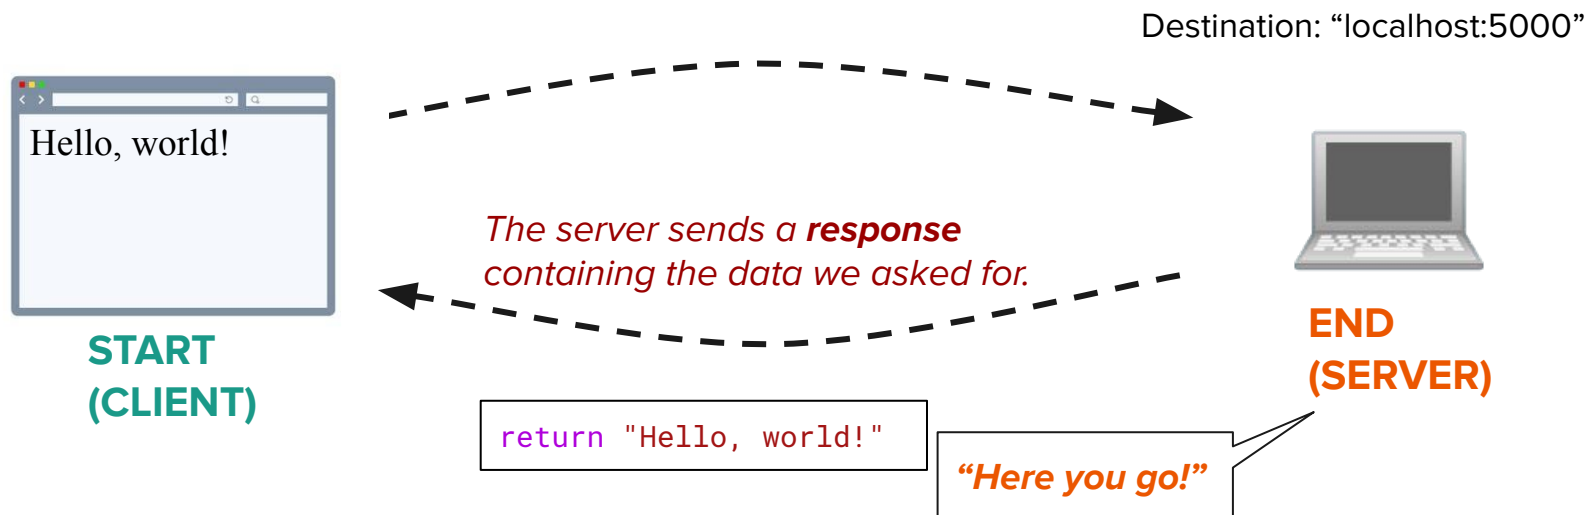 Destination: “localhost:5000”
Hello, world!
The server sends a response
containing the data we asked for.
START
(CLIENT)
END
(SERVER)
return "Hello, world!"
“Here you go!”